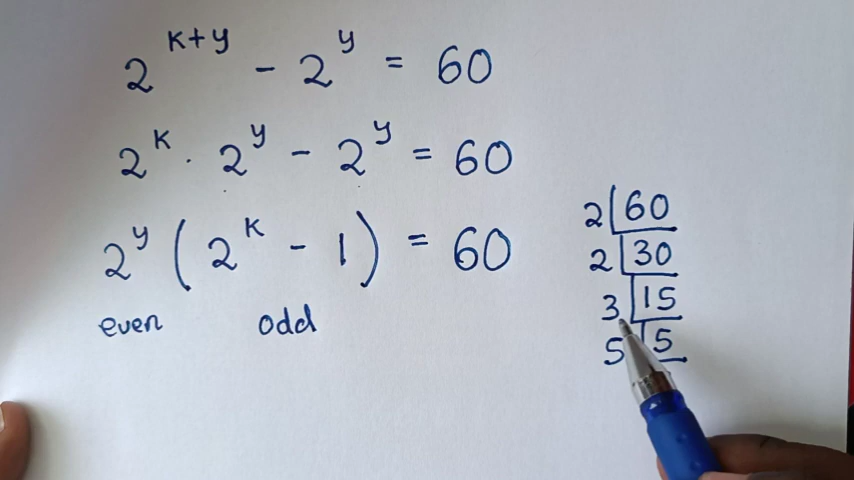 2^{k+y} - 2^y = 60
2^k · 2^y - 2^y = 60
2^y (2^k - 1) = 60
even odd
2 | 60
2 | 30
3 | 15
5 | 5